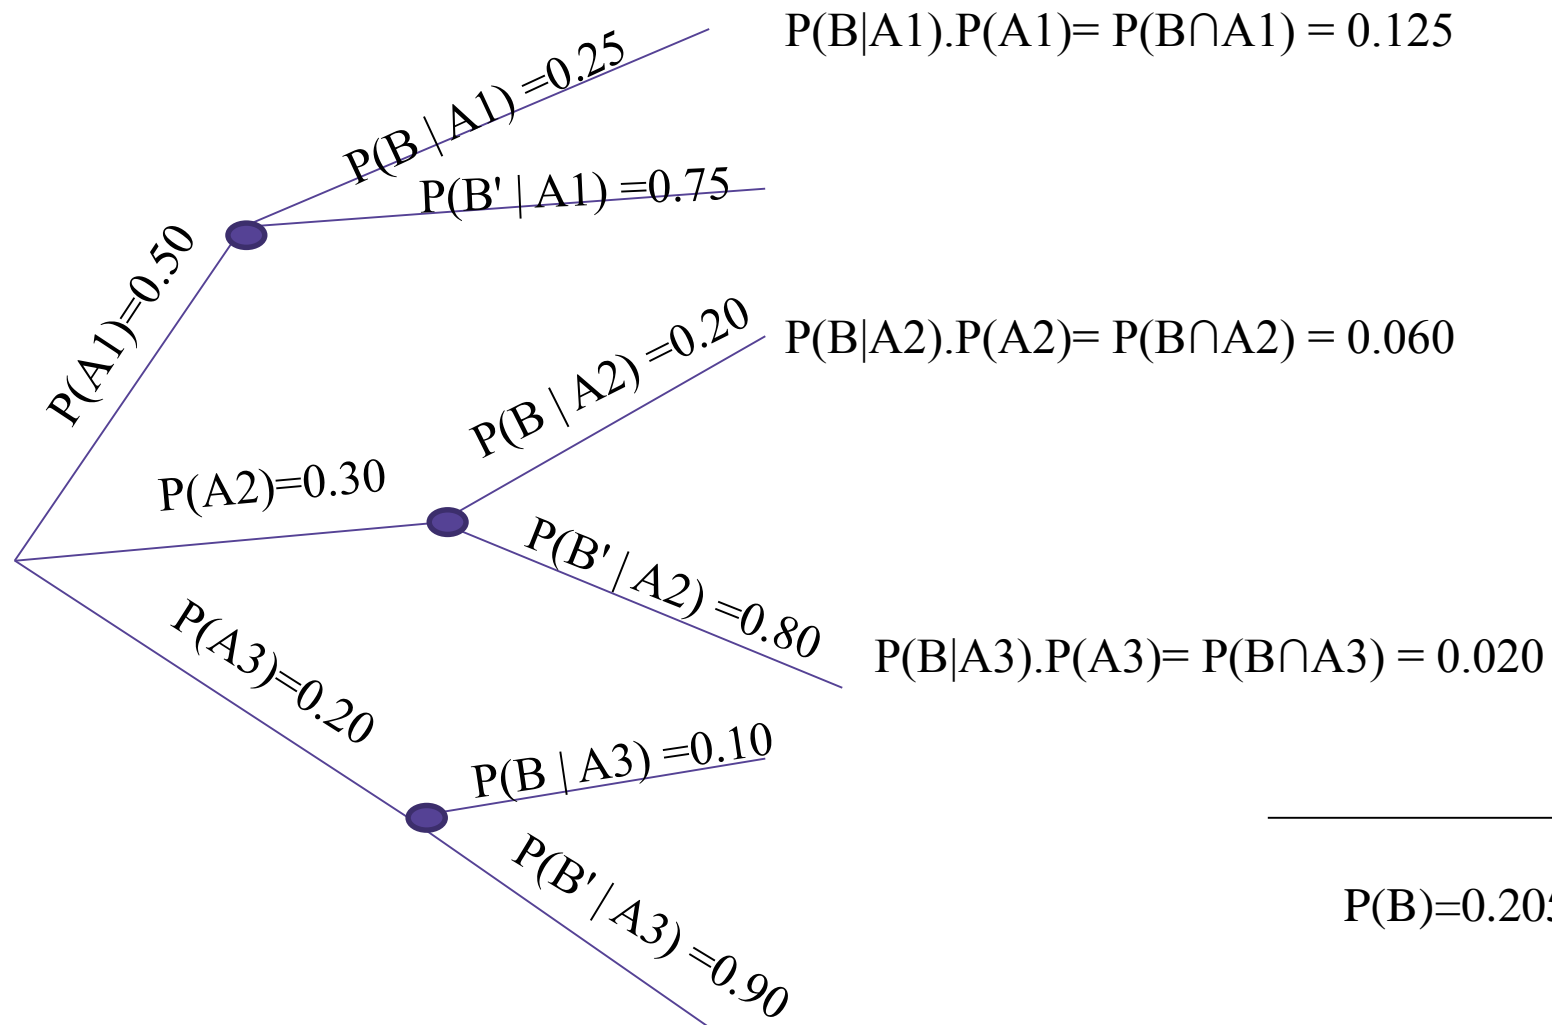 P(B|A1).P(A1)= P(B∩A1) = 0.125
P(B | A1) =0.25
P(B' | A1) =0.75
P(A1)=0.50
P(B|A2).P(A2)= P(B∩A2) = 0.060
P(B | A2) =0.20
P(A2)=0.30
P(B' | A2) =0.80
P(B|A3).P(A3)= P(B∩A3) = 0.020
P(A3)=0.20
P(B | A3) =0.10
P(B' | A3) =0.90
P(B)=0.205